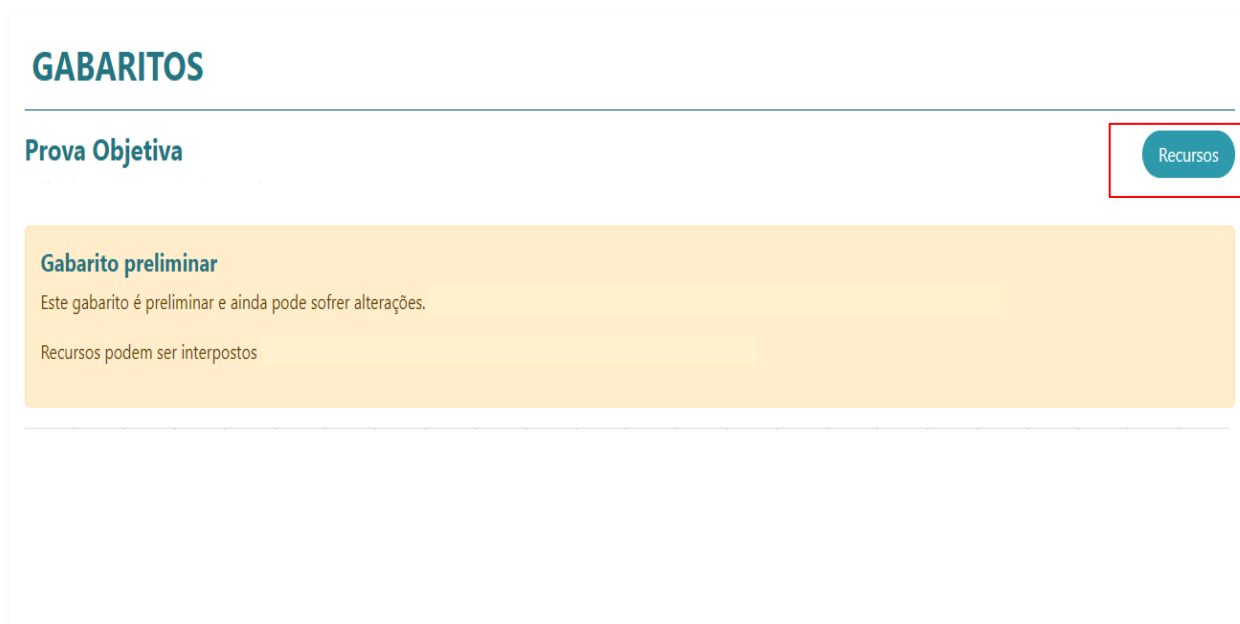 GABARITOS
Prova Objetiva
Recursos
Gabarito preliminar
Este gabarito é preliminar e ainda pode sofrer alterações.
Recursos podem ser interpostos